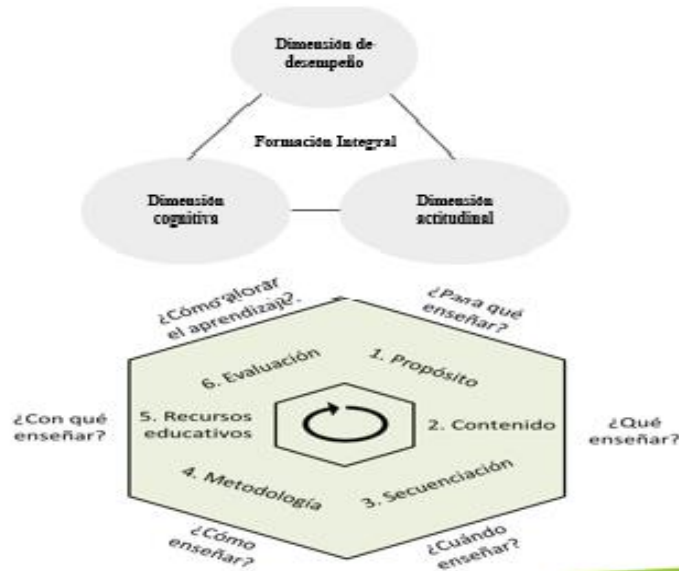 Dimensión de
desempeño
Formación Integral
Dimensión
cognitiva
Dimensión
actitudinal
¿Cómo
el aprendizaje?
¿Para qué
enseñar?
6. Evaluación
1. Propósito
¿Con qué
enseñar?
5. Recursos
educativos
2. Contenido
¿Qué
enseñar?
4. Metodología
3. Secuenciación
¿Cómo
enseñar?
¿Cuándo
enseñar?